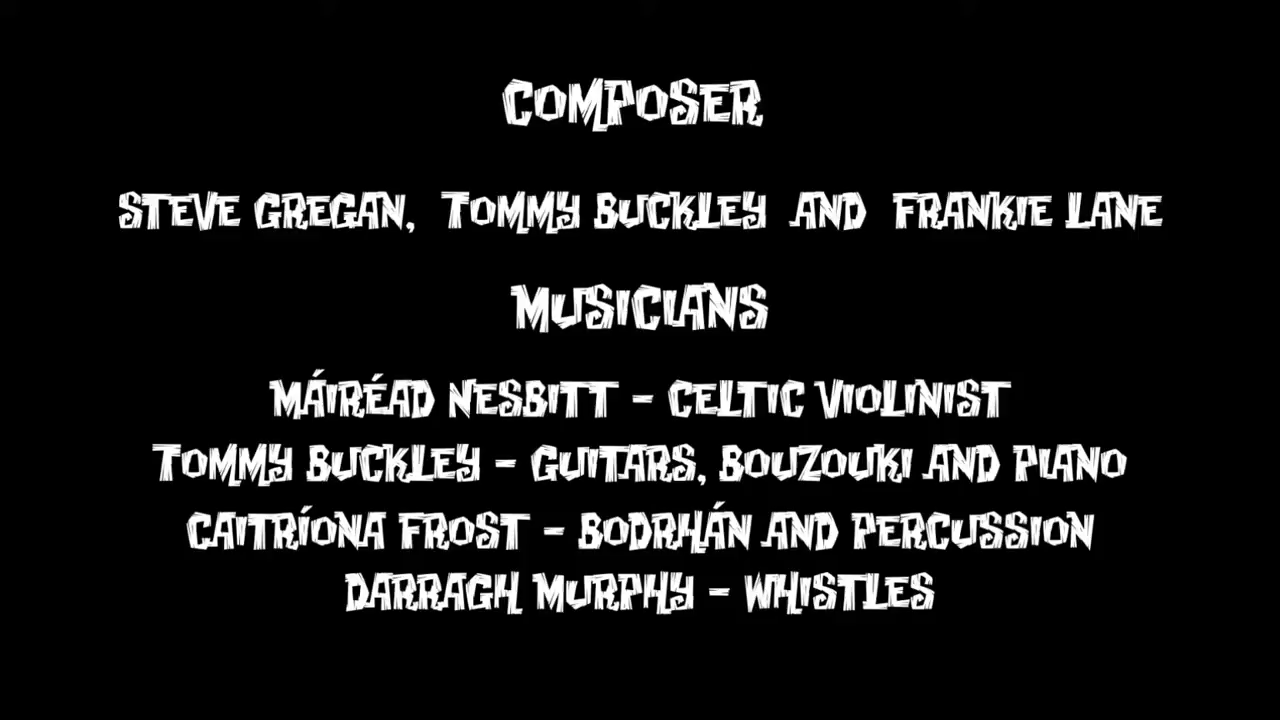 COMPOSER
STEVE GREGAN, TOMMY BUCKLEY AND FRANKIE LANE
MUSICIANS
MÁIRÉAD NESBITT - CELTIC VIOLINIST
TOMMY BUCKLEY - GUITARS, BOUZOUKI AND PIANO
CAITRÍONA FROST - BODRHÁN AND PERCUSSION
DARRAGH MURPHY - WHISTLES